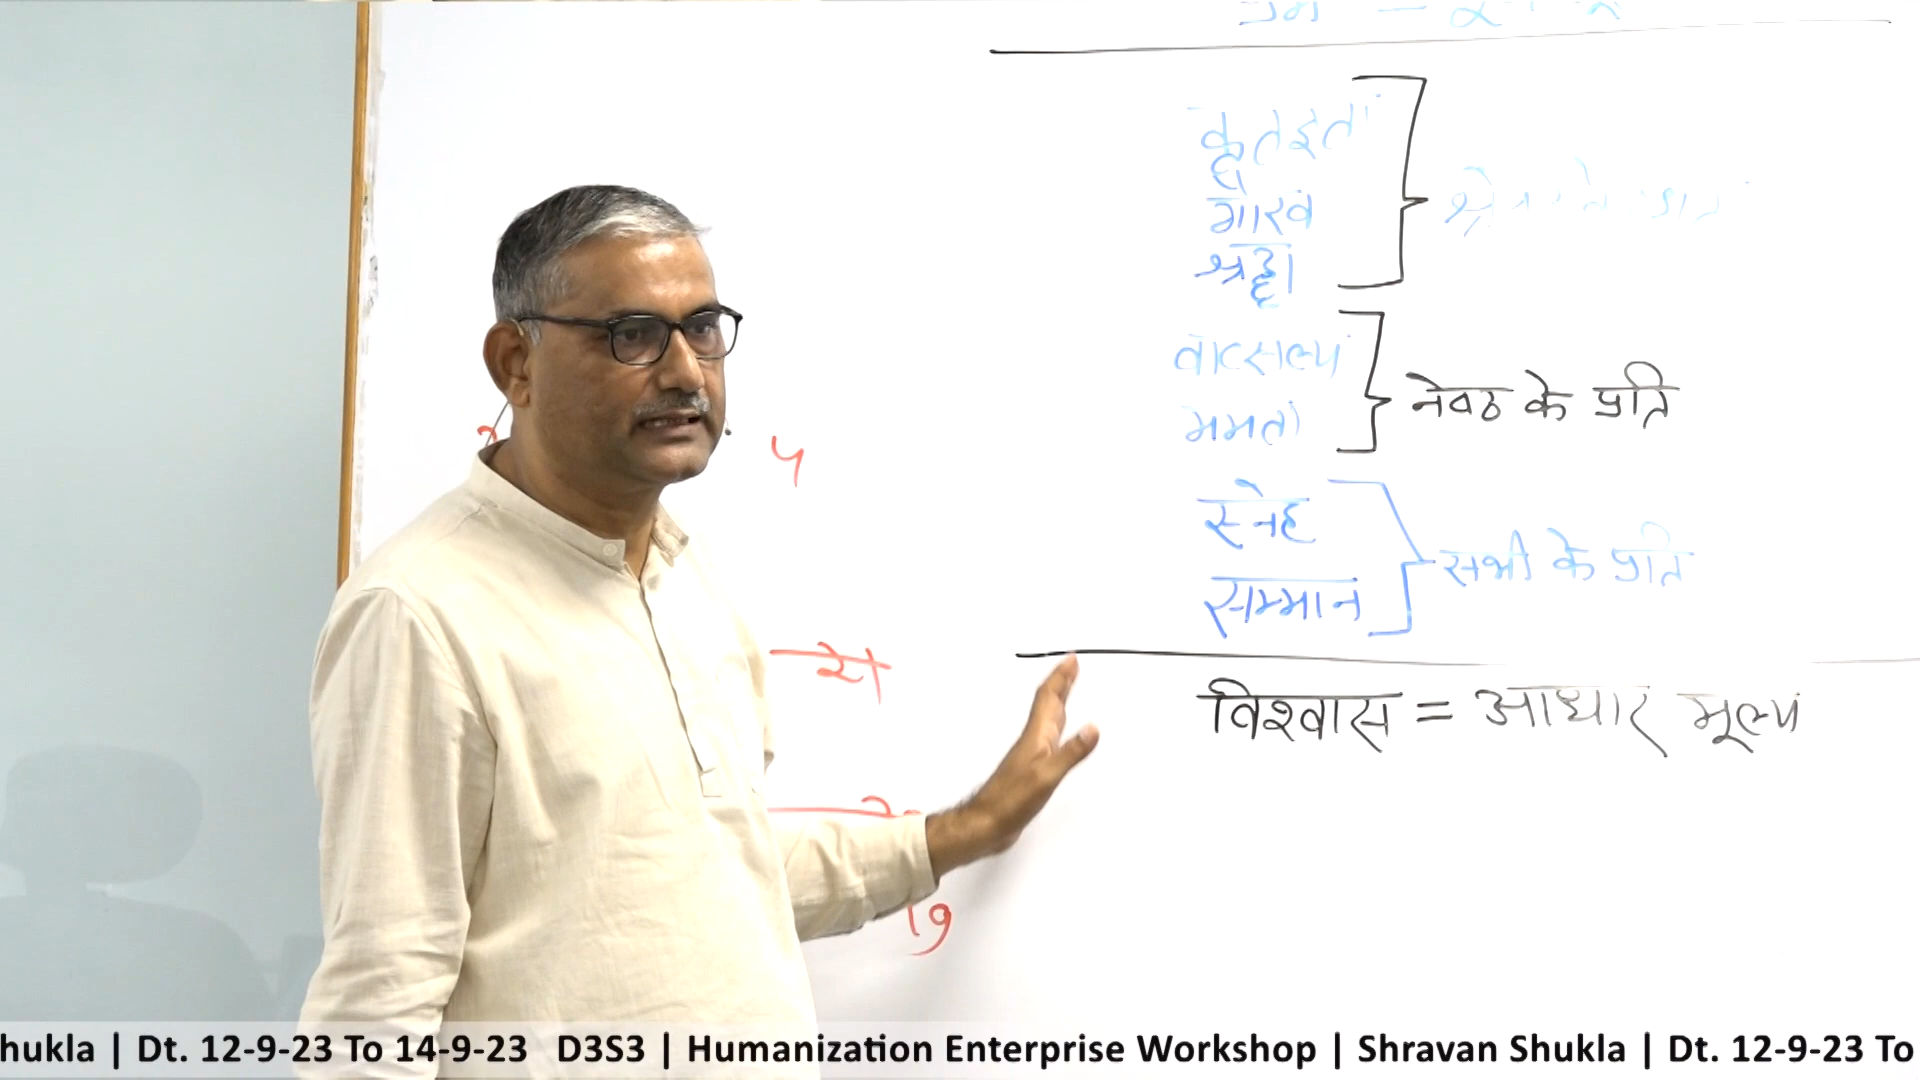 प्रेम =
कृतज्ञता
गौरव
श्रद्धा
वात्सल्य
ममता
नेष्ठ के प्रति
स्नेह
सम्मान
सभी के प्रति
विश्वास = आधार मूल्य
५
hukla | Dt. 12-9-23 To 14-9-23 D3S3 | Humanization Enterprise Workshop | Shravan Shukla | Dt. 12-9-23 To